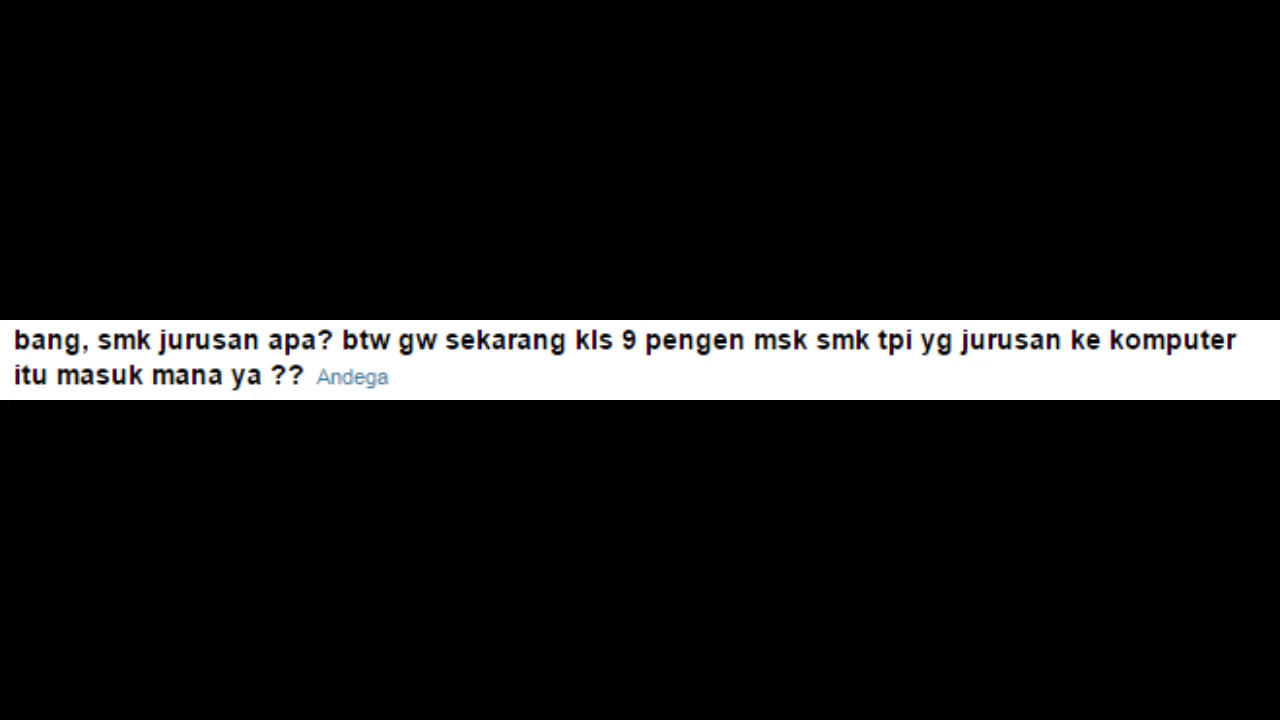 bang, smk jurusan apa? btw gw sekarang kls 9 pengen msk smk tpi yg jurusan ke komputer
itu masuk mana ya ?? Andega